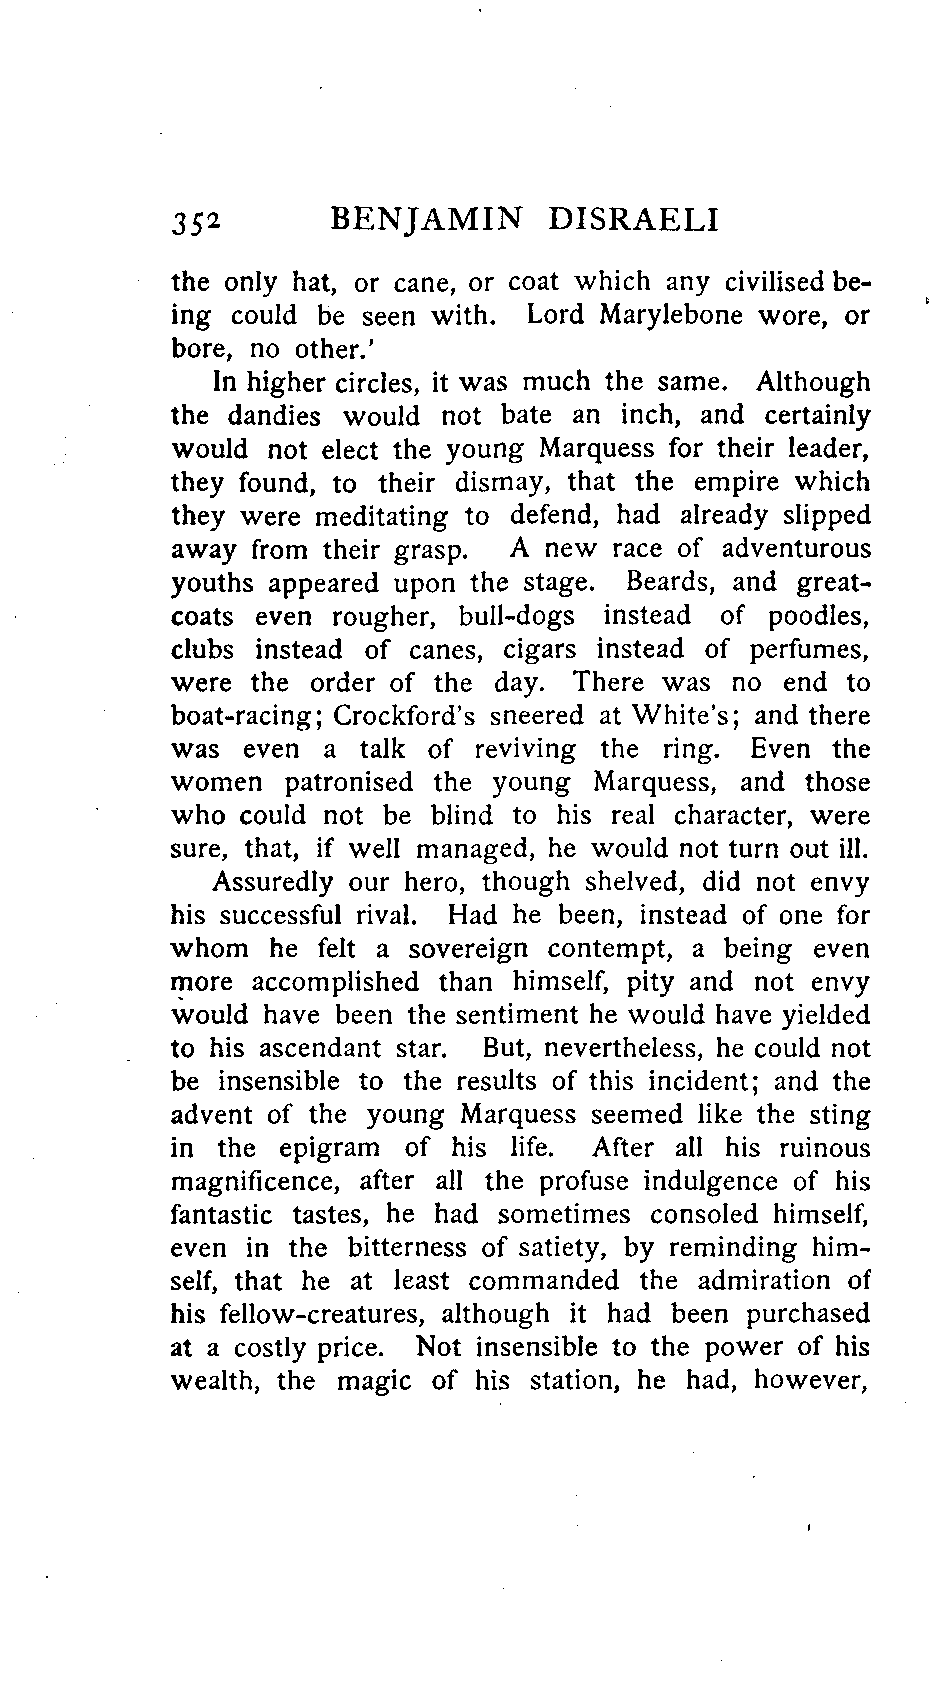 352 BENJAMIN DISRAELI
the only hat, or cane, or coat which any civilised be-
ing could be seen with. Lord Marylebone wore, or
bore, no other.'
In higher circles, it was much the same. Although
the dandies would not bate an inch, and certainly
would not elect the young Marquess for their leader,
they found, to their dismay, that the empire which
they were meditating to defend, had already slipped
away from their grasp. A new race of adventurous
youths appeared upon the stage. Beards, and great-
coats even rougher, bull-dogs instead of poodles,
clubs instead of canes, cigars instead of perfumes,
were the order of the day. There was no end to
boat-racing; Crockford's sneered at White's; and there
was even a talk of reviving the ring. Even the
women patronised the young Marquess, and those
who could not be blind to his real character, were
sure, that, if well managed, he would not turn out ill.
Assuredly our hero, though shelved, did not envy
his successful rival. Had he been, instead of one for
whom he felt a sovereign contempt, a being even
more accomplished than himself, pity and not envy
would have been the sentiment he would have yielded
to his ascendant star. But, nevertheless, he could not
be insensible to the results of this incident; and the
advent of the young Marquess seemed like the sting
in the epigram of his life. After all his ruinous
magnificence, after all the profuse indulgence of his
fantastic tastes, he had sometimes consoled himself,
even in the bitterness of satiety, by reminding him-
self, that he at least commanded the admiration of
his fellow-creatures, although it had been purchased
at a costly price. Not insensible to the power of his
wealth, the magic of his station, he had, however,